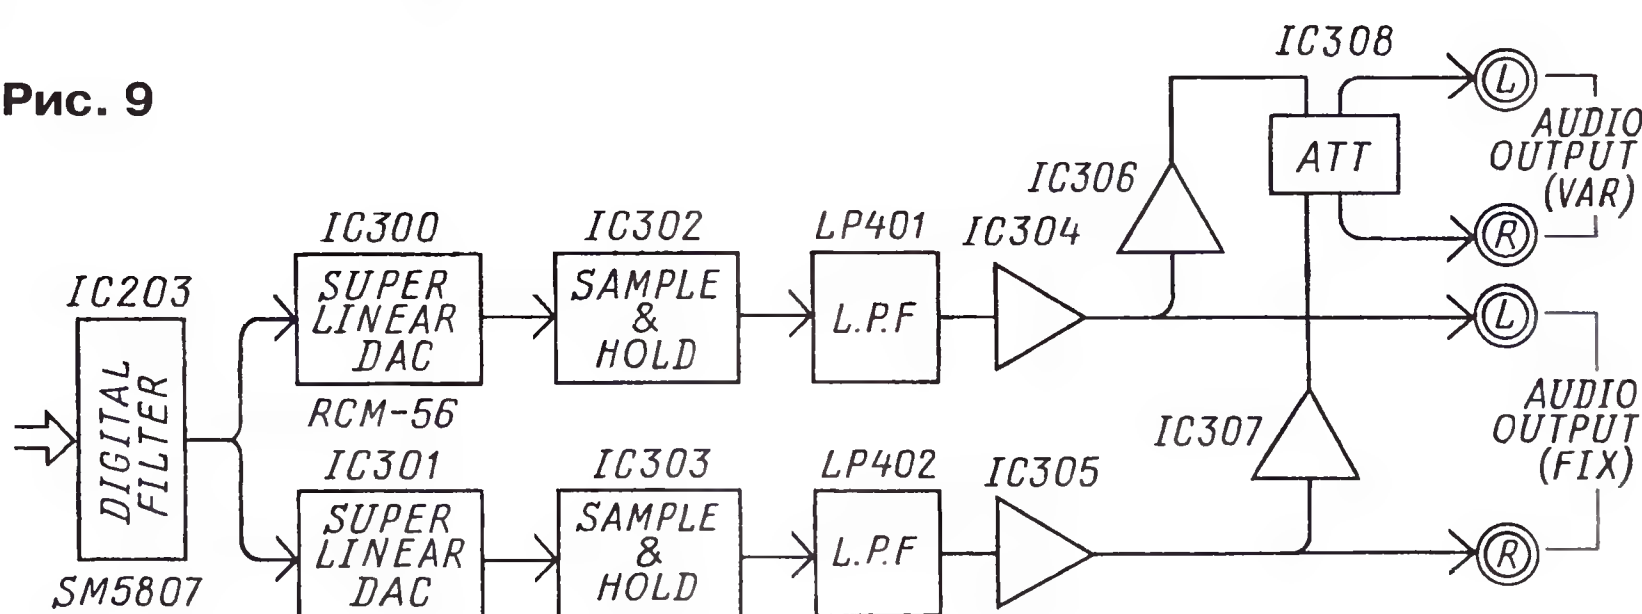 Рис. 9
IC308
L
AUDIO
OUTPUT
(VAR)
ATT
R
IC306
IC300
IC302
LP401
IC304
IC203
SUPER
LINEAR
DAC
SAMPLE
&
HOLD
L.P.F
L
DIGITAL
FILTER
RCM-56
AUDIO
OUTPUT
(FIX)
IC307
IC301
IC303
LP402
IC305
SUPER
LINEAR
DAC
SAMPLE
&
HOLD
L.P.F
R
SM5807